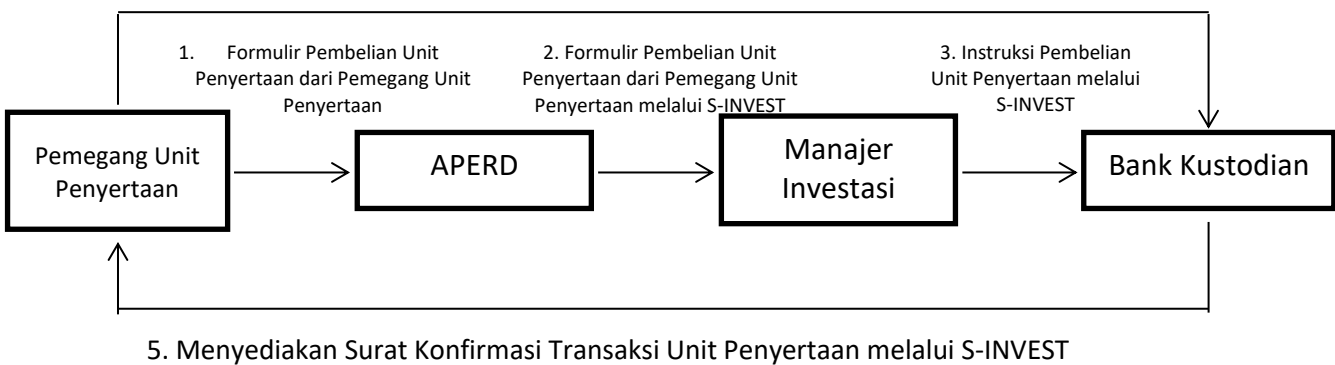 1. Formulir Pembelian Unit
Penyertaan dari Pemegang Unit
Penyertaan
2. Formulir Pembelian Unit
Penyertaan dari Pemegang Unit
Penyertaan melalui S-INVEST
3. Instruksi Pembelian
Unit Penyertaan melalui
S-INVEST
Pemegang Unit
Penyertaan
APERD
Manajer
Investasi
Bank Kustodian
5. Menyediakan Surat Konfirmasi Transaksi Unit Penyertaan melalui S-INVEST